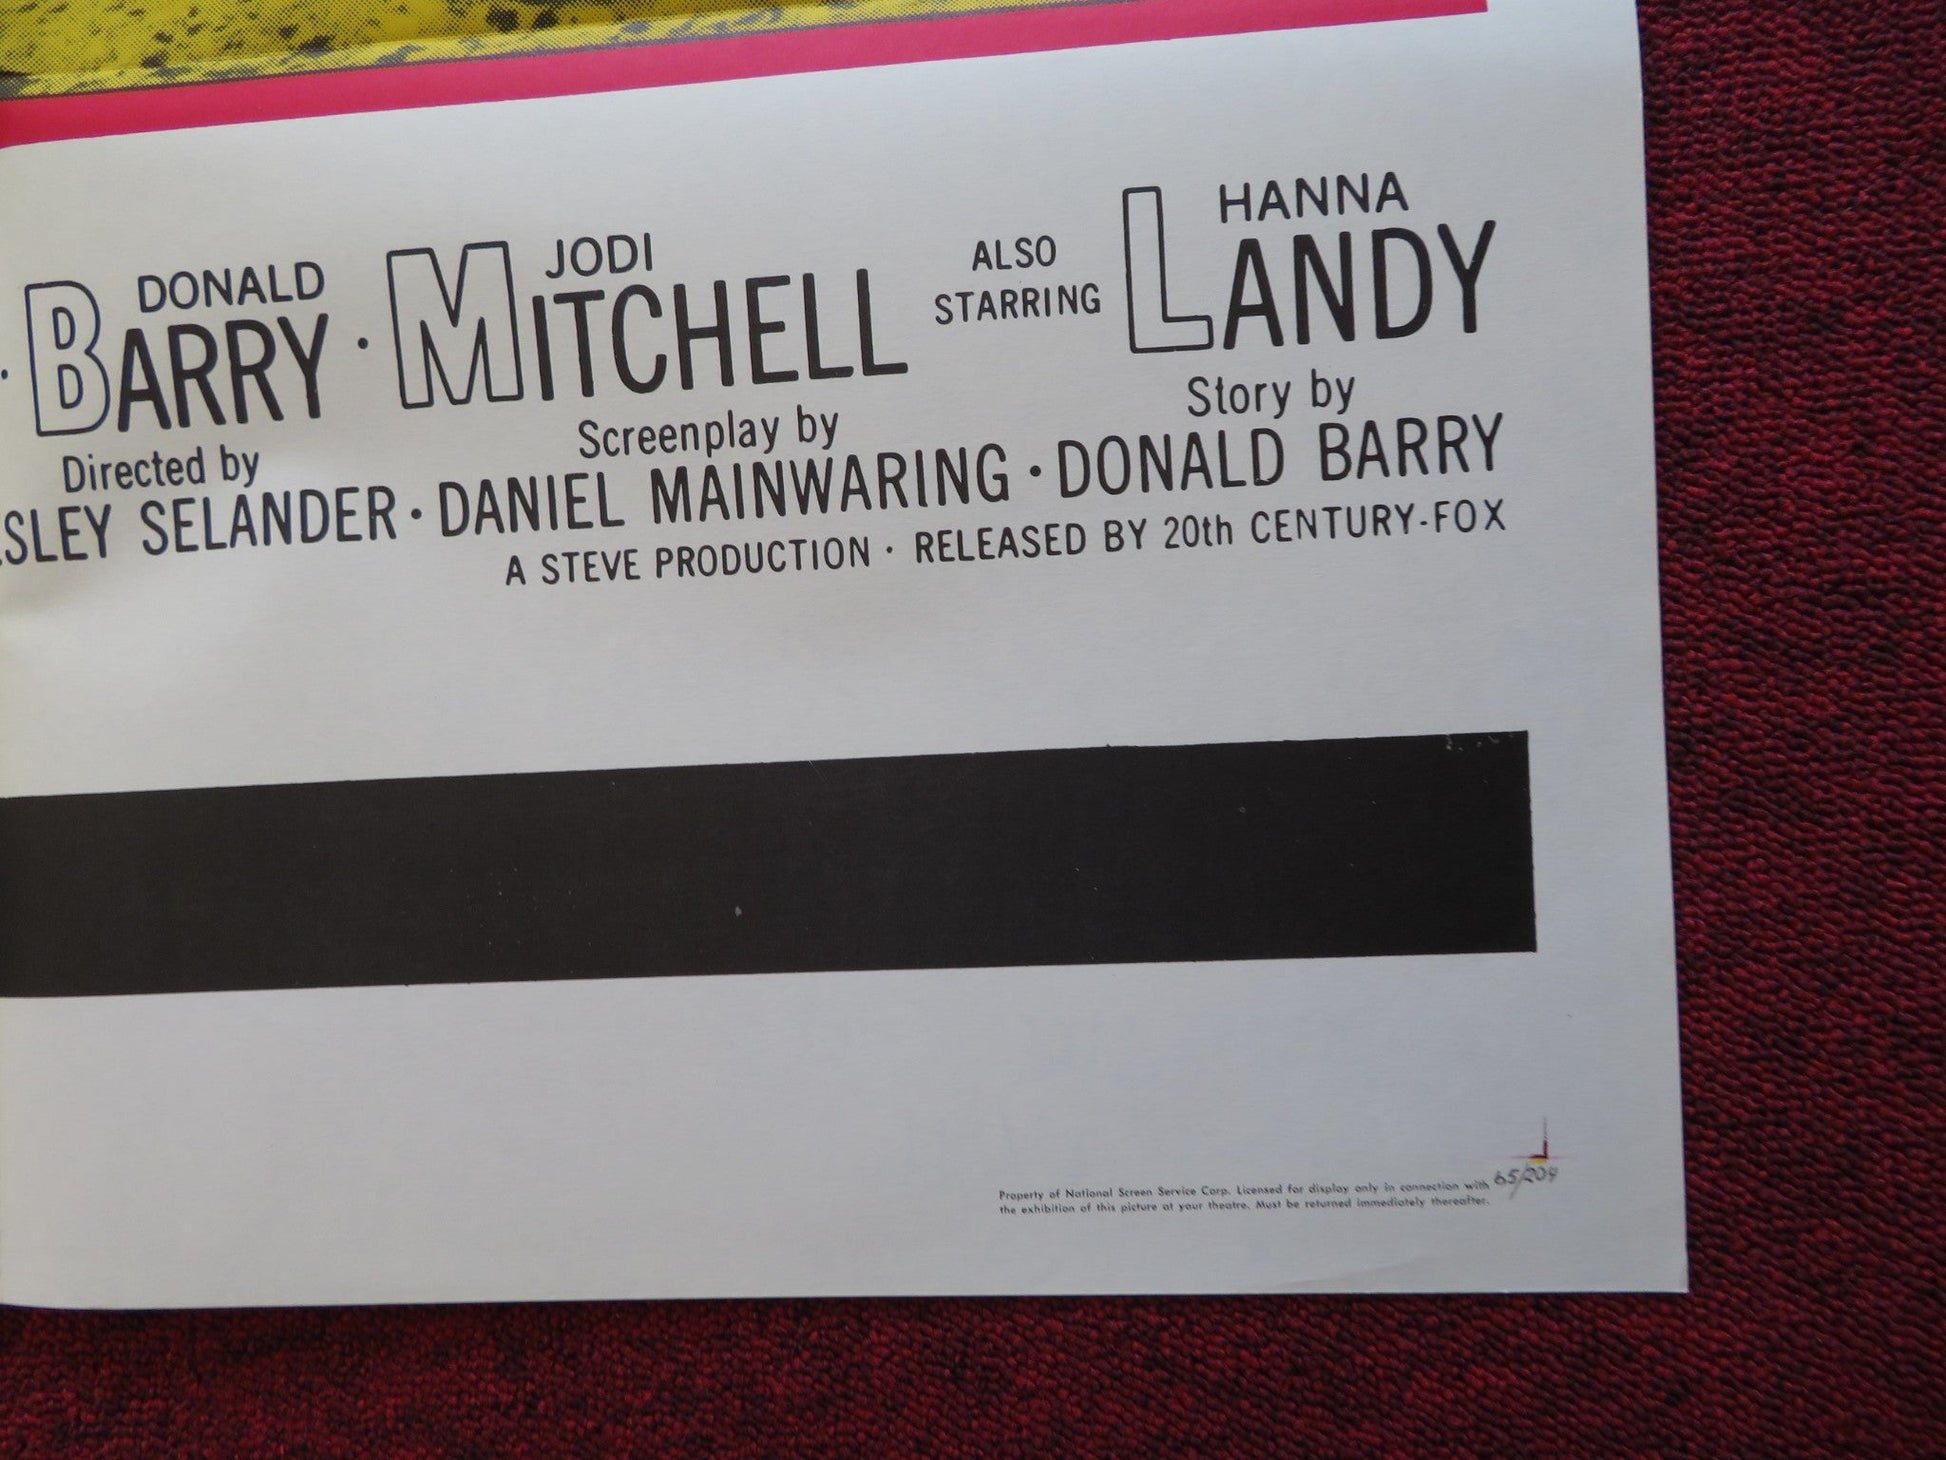 DONALD
BARRY · JODI
MITCHELL
ALSO
STARRING
HANNA
LANDY
Directed by
SLEY SELANDER ·
Screenplay by
DANIEL MAINWARING ·
Story by
DONALD BARRY
A STEVE PRODUCTION · RELEASED BY 20th CENTURY-FOX
Property of National Screen Service Corp. Licensed for display only in connection with
the exhibition of this picture at your theatre. Must be returned immediately thereafter.
65/204